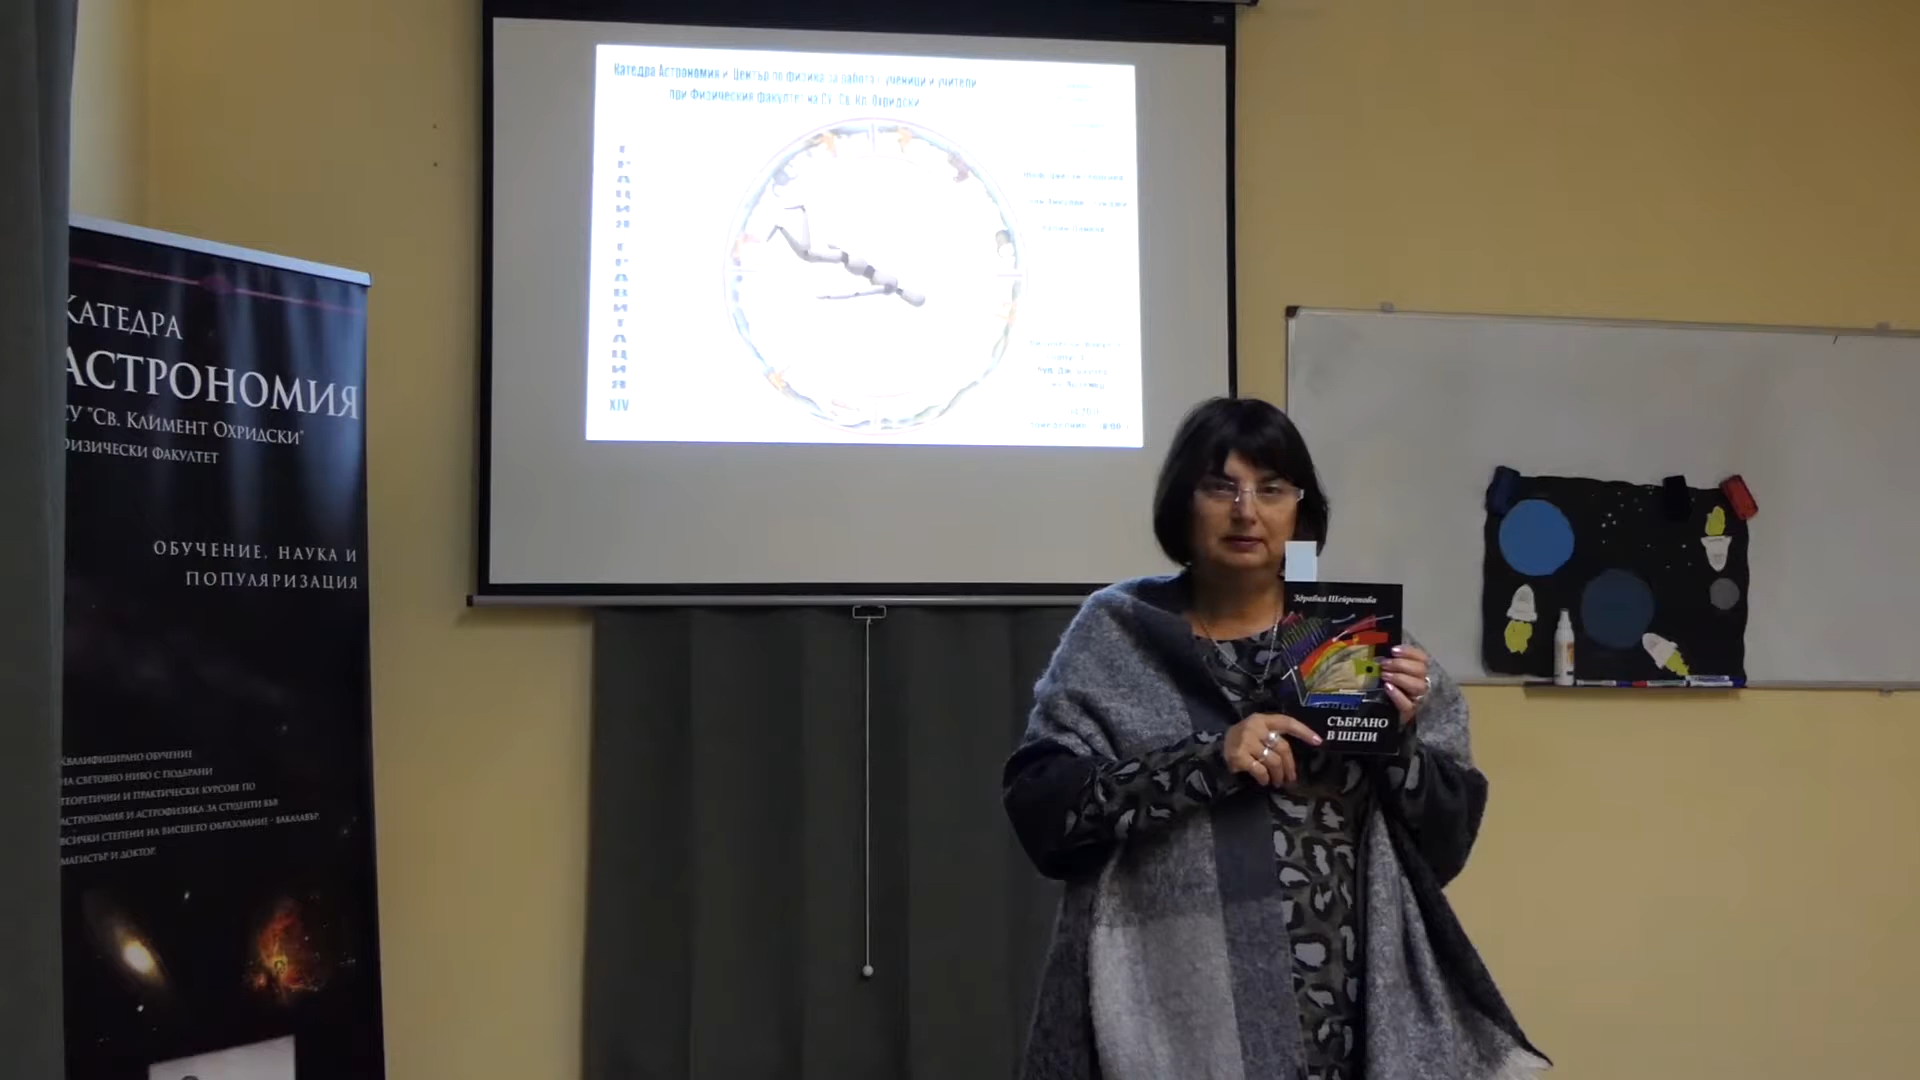 КАТЕДРА
АСТРОНОМИЯ
СУ "СВ. КЛИМЕНТ ОХРИДСКИ"
ФИЗИЧЕСКИ ФАКУЛТЕТ
ОБУЧЕНИЕ, НАУКА И
ПОПУЛЯРИЗАЦИЯ
КВАЛИФИЦИРАНО ОБУЧЕНИЕ
НА СВЕТОВНО НИВО С ПОДБРАНИ
ТЕОРЕТИЧНИ И ПРАКТИЧЕСКИ КУРСОВЕ ПО
АСТРОНОМИЯ И АСТРОФИЗИКА ЗА СТУДЕНТИ ВЪВ
ВСИЧКИ СТЕПЕНИ НА ВИСШЕТО ОБРАЗОВАНИЕ - БАКАЛАВЪР,
МАГИСТЪР И ДОКТОР.
Катедра Астрономия и Център по физика за работа с ученици и учители
при Физическия факултет на СУ Св. Кл. Охридски
ГРАЦИЯ ГРАВИТАЦИЯ
XIV
Здравка Шейретова
СЪБРАНО
В ШЕПИ